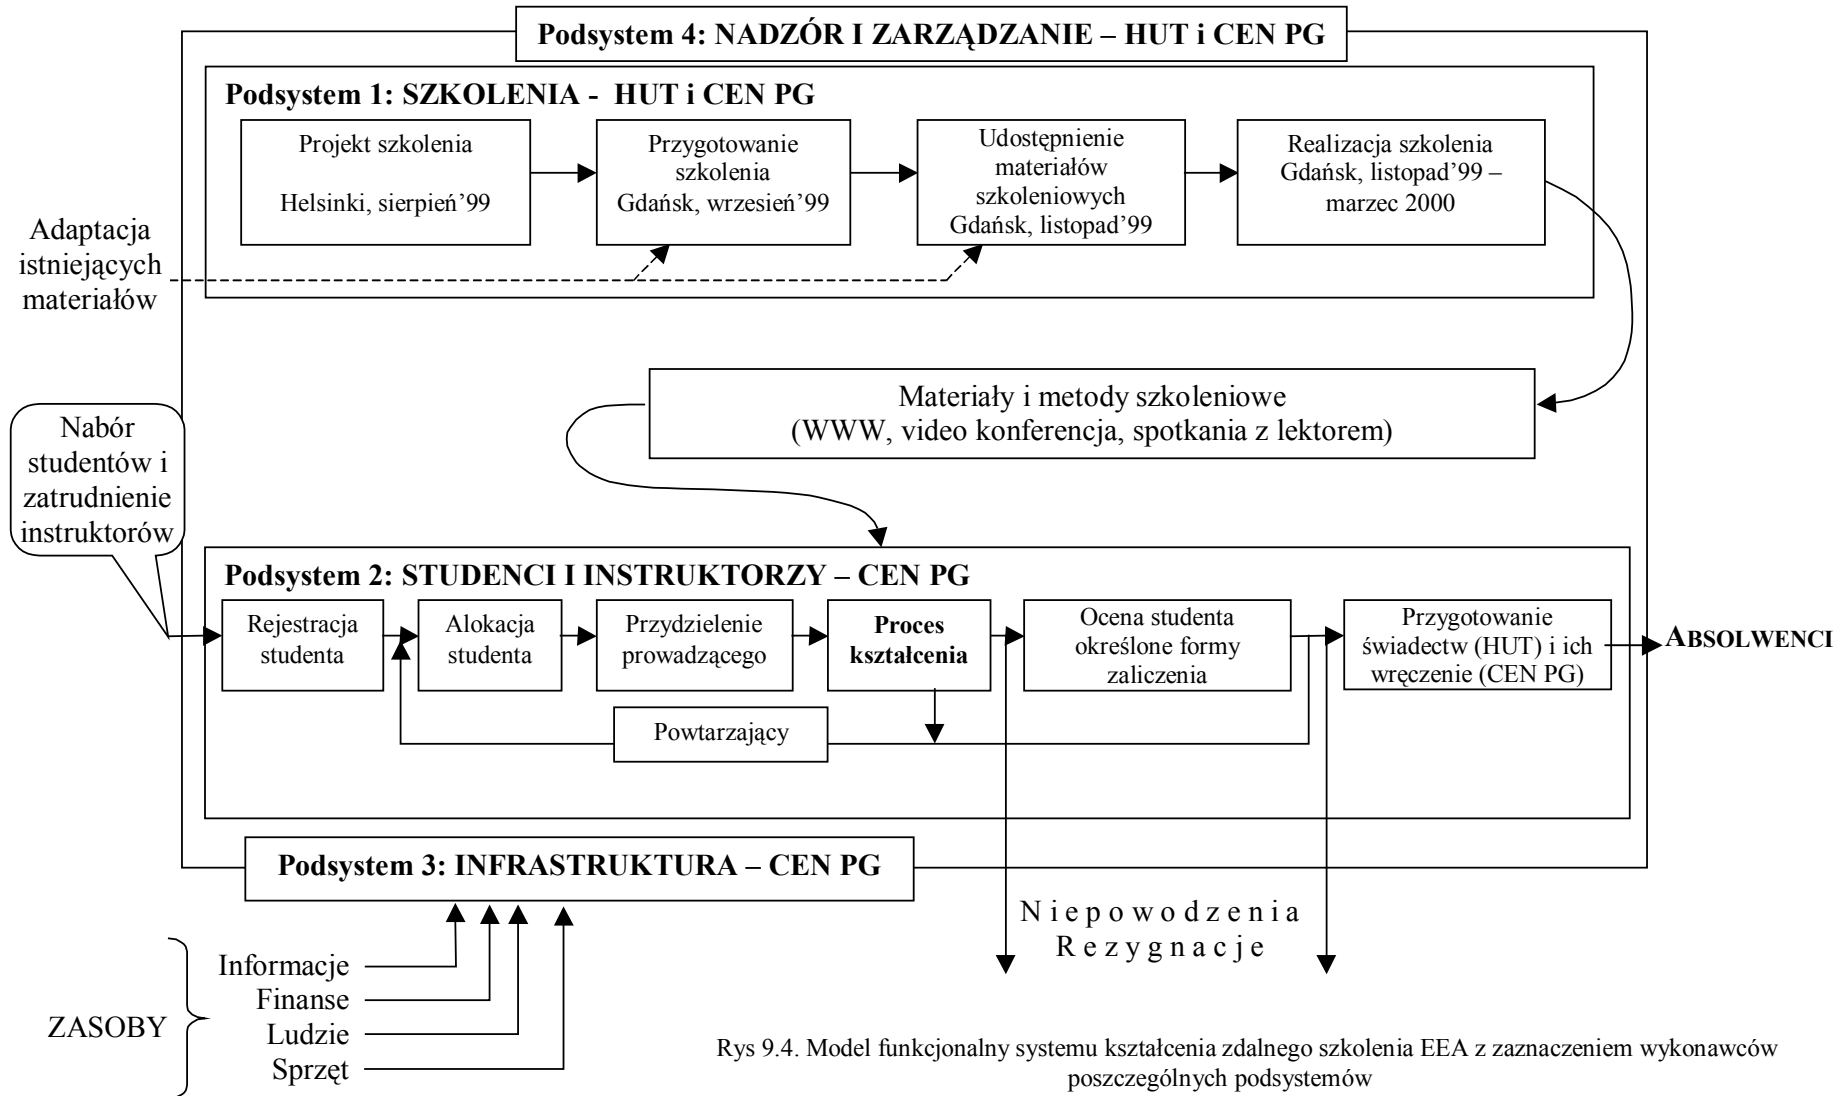 Podsystem 4: NADZÓR I ZARZĄDZANIE – HUT i CEN PG
Podsystem 1: SZKOLENIA - HUT i CEN PG
Projekt szkolenia
Helsinki, sierpień’99
Przygotowanie
szkolenia
Gdańsk, wrzesień’99
Udostępnienie
materiałów
szkoleniowych
Gdańsk, listopad’99
Realizacja szkolenia
Gdańsk, listopad’99 –
marzec 2000
Adaptacja
istniejących
materiałów
Materiały i metody szkoleniowe
(WWW, video konferencja, spotkania z lektorem)
Nabór
studentów i
zatrudnienie
instruktorów
Podsystem 2: STUDENCI I INSTRUKTORZY – CEN PG
Rejestracja
studenta
Alokacja
studenta
Przydzielenie
prowadzącego
Proces
kształcenia
Ocena studenta
określone formy
zaliczenia
Przygotowanie
świadectw (HUT) i ich
wręczenie (CEN PG)
ABSOLWENCI
Powtarzający
Podsystem 3: INFRASTRUKTURA – CEN PG
Niepowodzenia
Rezygnacje
ZASOBY
Informacje
Finanse
Ludzie
Sprzęt
Rys 9.4. Model funkcjonalny systemu kształcenia zdalnego szkolenia EEA z zaznaczeniem wykonawców
poszczególnych podsystemów